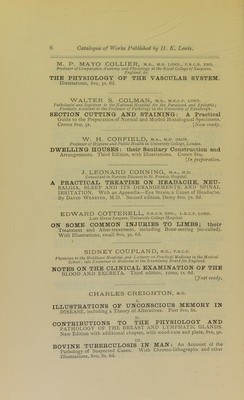 6 Catalogue of Works Published by H. K. Lewis.
M. P. MAYO COLLIER, M.B., M.S. LOND., F.R.C.S. ENG.
Professor of Comparative Anatomy and Physiology at the Royal College of Surgeons,
England, &c.
THE PHYSIOLOGY OF THE VASCULAR SYSTEM.
Illustrations, 8vo, 3s. 6d.
WALTER S. COLMAN, M.B., M.R.C.P. LOND.
Pathologist and Registrar to the National Hospital for the Paralysed and Epileptic;
Formerly Assistant to the Professor of Pathology in the University of Edinburgh.
SECTION CUTTING AND STAINING: A Practical
Guide to the Preparation of Normal and Morbid Histological Specimens.
Crown 8vo, 3s. [Now ready.
W. H. CORFIELD, M.A., M.D. OXON.
Professor of Hygiene and Public Health in University College, London.
DWELLING HOUSES: their Sanitary Construction and
Arrangements. Third Edition, with Illustrations. Crown 8vo.
[In preparation.
J. LEONARD CORNING, M.A., M.D.
Consultant in Nervous Diseases to St. Francis Hospital.
A PRACTICAL TREATISE ON HEADACHE, NEU-
RALGIA, SLEEP AND ITS DERANGEMENTS, AND SPINAL
IRRITATION. With an Appendix—Eye Strain, a Cause of Headache.
By DAVID WEBSTER, M.D. Second edition, Demy 8vo, 7s. 6d.
EDWARD COTTERELL, F.R.C.S. ENG., L.R.C.P. LOND.
Late House Surgeon, University College Hospital
ON SOME COMMON INJURIES TO LIMBS; their
Treatment and After-treatment, including Bone-setting (so-called).
With Illustrations, small 8vo, 3s. 6d.
SIDNEY COUPLAND, M.D., F.R.C.P.
Physician to the Middlesex Hospital, and Lecturer on Practical Medicine in the Medical
School; late Examiner in Medicine at the Examining Board for England.
NOTES ON THE CLINICAL EXAMINATION OF THE
BLOOD AND EXCRETA. Third edition, 12mo, 1s. 6d.
[Just ready.
CHARLES CREIGHTON, M.D.
I.
ILLUSTRATIONS OF UNCONSCIOUS MEMORY IN
DISEASE, including a Theory of Alteratives. Post 8vo, 6s.
II.
CONTRIBUTIONS TO THE PHYSIOLOGY AND
PATHOLOGY OF THE BREAST AND LYMPHATIC GLANDS.
New Edition with additional chapter, with wood-cuts and plate, 8vo, 9s.
III.
BOVINE TUBERCULOSIS IN MAN: An Account of the
Pathology of Suspected Cases. With Chromo-lithographs and other
Illustrations, 8vo, 8s. 6d.